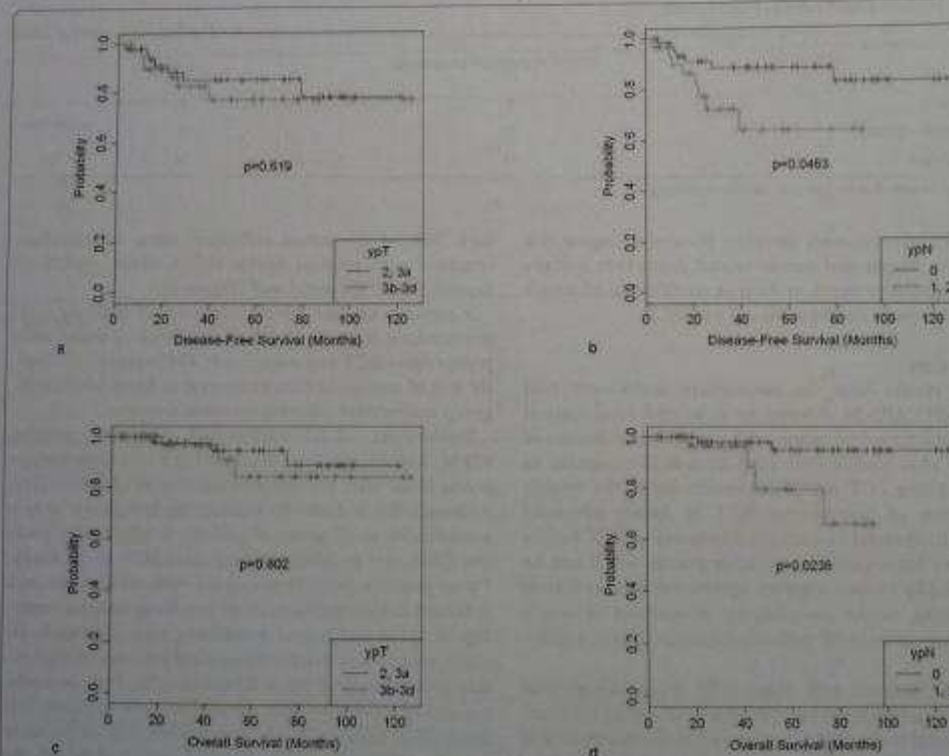 1.0
0.8
0.6
0.4
0.2
0.0
Probability
p=0.619
ypT
2, 3a
3b-3d
0 20 40 60 80 100 120
Disease-Free Survival (Months)
a
1.0
0.8
0.6
0.4
0.2
0.0
Probability
p=0.0463
ypN
0
1, 2
0 20 40 60 80 100 120
Disease-Free Survival (Months)
b
1.0
0.8
0.6
0.4
0.2
0.0
Probability
p=0.602
ypT
2, 3a
3b-3d
0 20 40 60 80 100 120
Overall Survival (Months)
c
1.0
0.8
0.6
0.4
0.2
0.0
Probability
p=0.0236
ypN
0
1,
0 20 40 60 80 100 120
Overall Survival (Months)
d